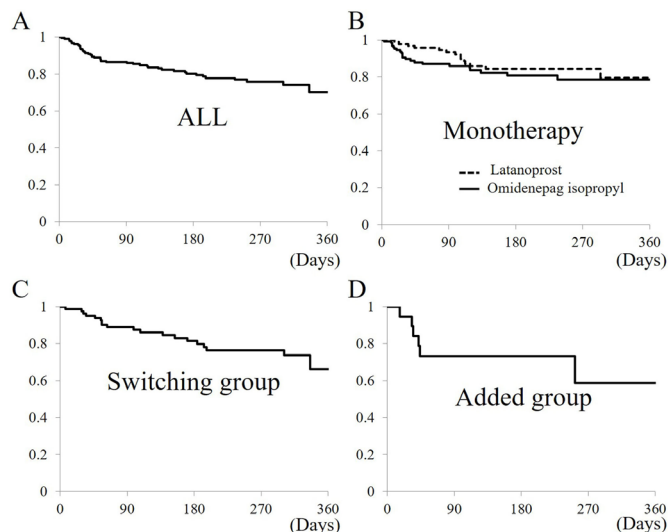 A
1
0.8
0.6
0.4
0.2
0
0 90 180 270 360
(Days)
ALL
B
1
0.8
0.6
0.4
0.2
0
0 90 180 270 360
(Days)
Monotherapy
Latanoprost
Omidenepag isopropyl
C
1
0.8
0.6
0.4
0.2
0
0 90 180 270 360
(Days)
Switching group
D
1
0.8
0.6
0.4
0.2
0
0 90 180 270 360
(Days)
Added group